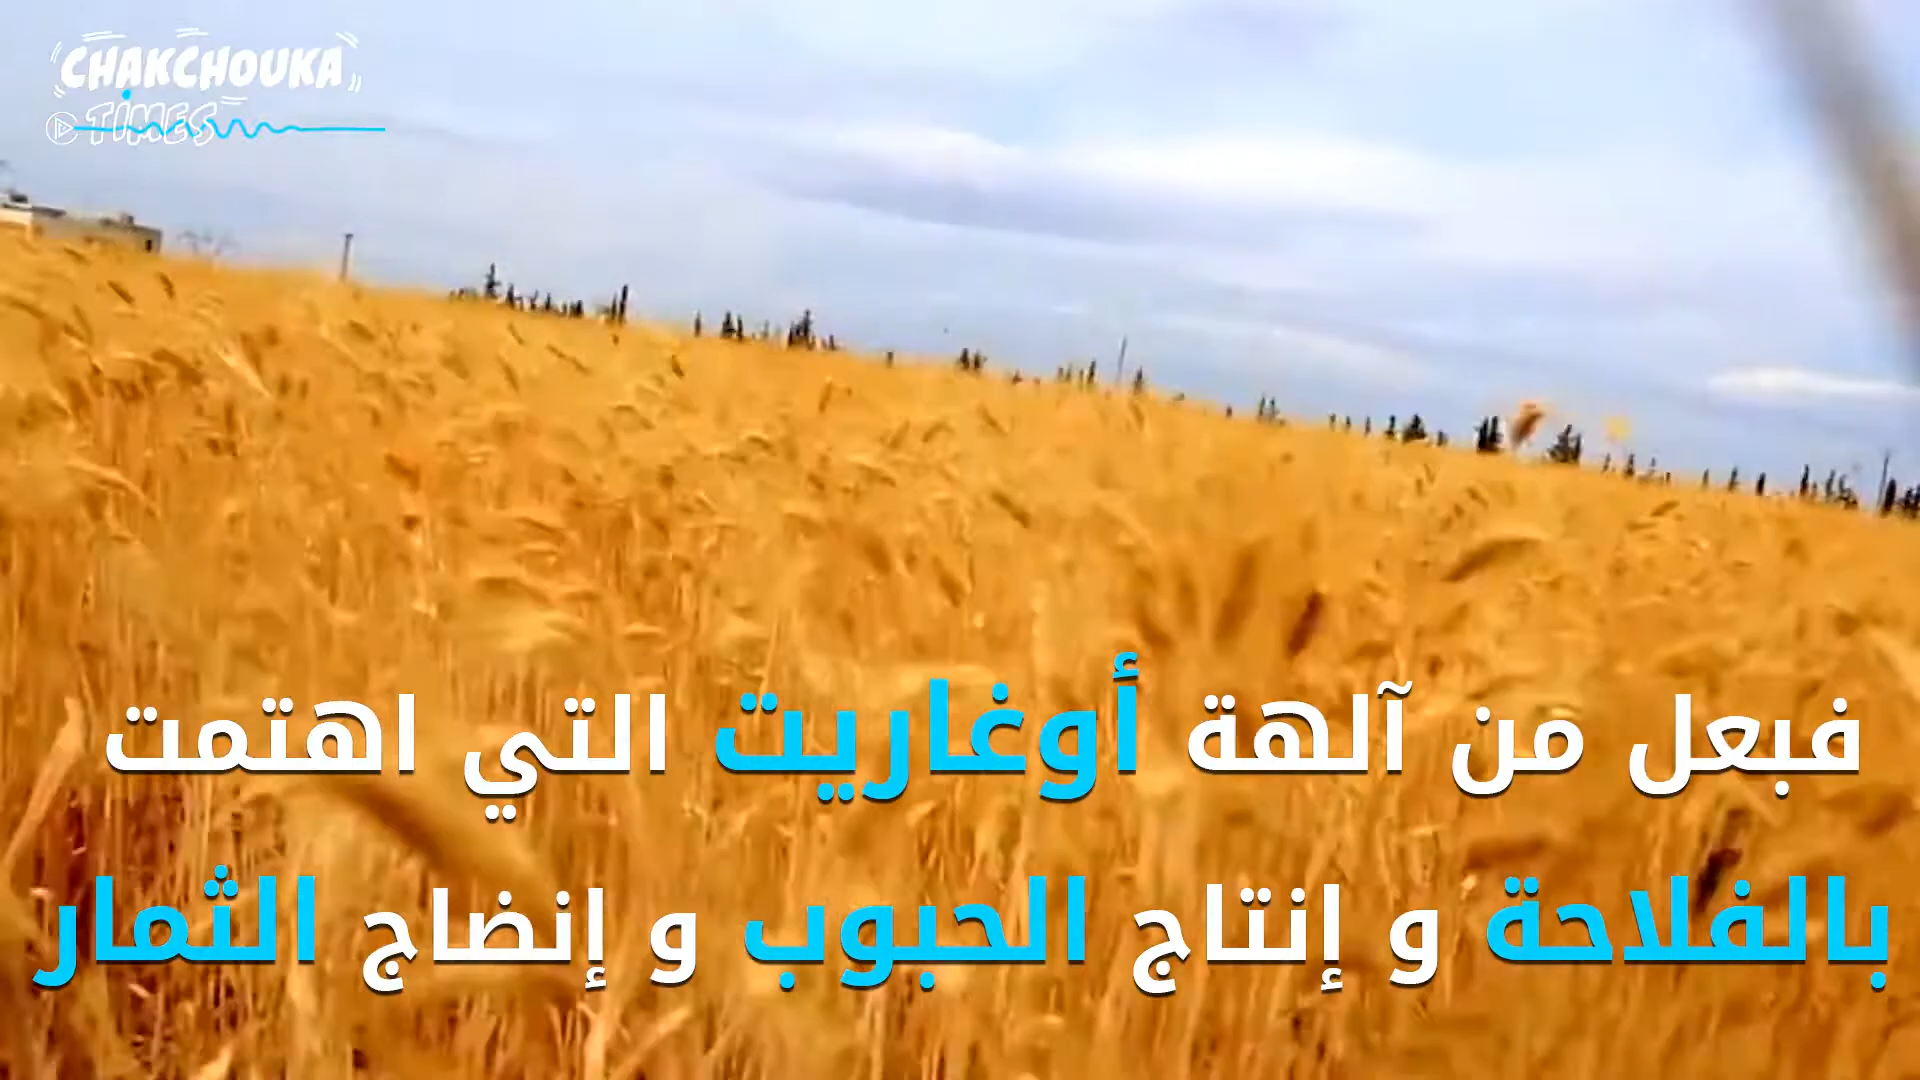 CHAKCHOUKA
TIMES
فبعل من آلهة أوغاريت التي اهتمت
بالفلاحة و إنتاج الحبوب و إنضاج الثمار